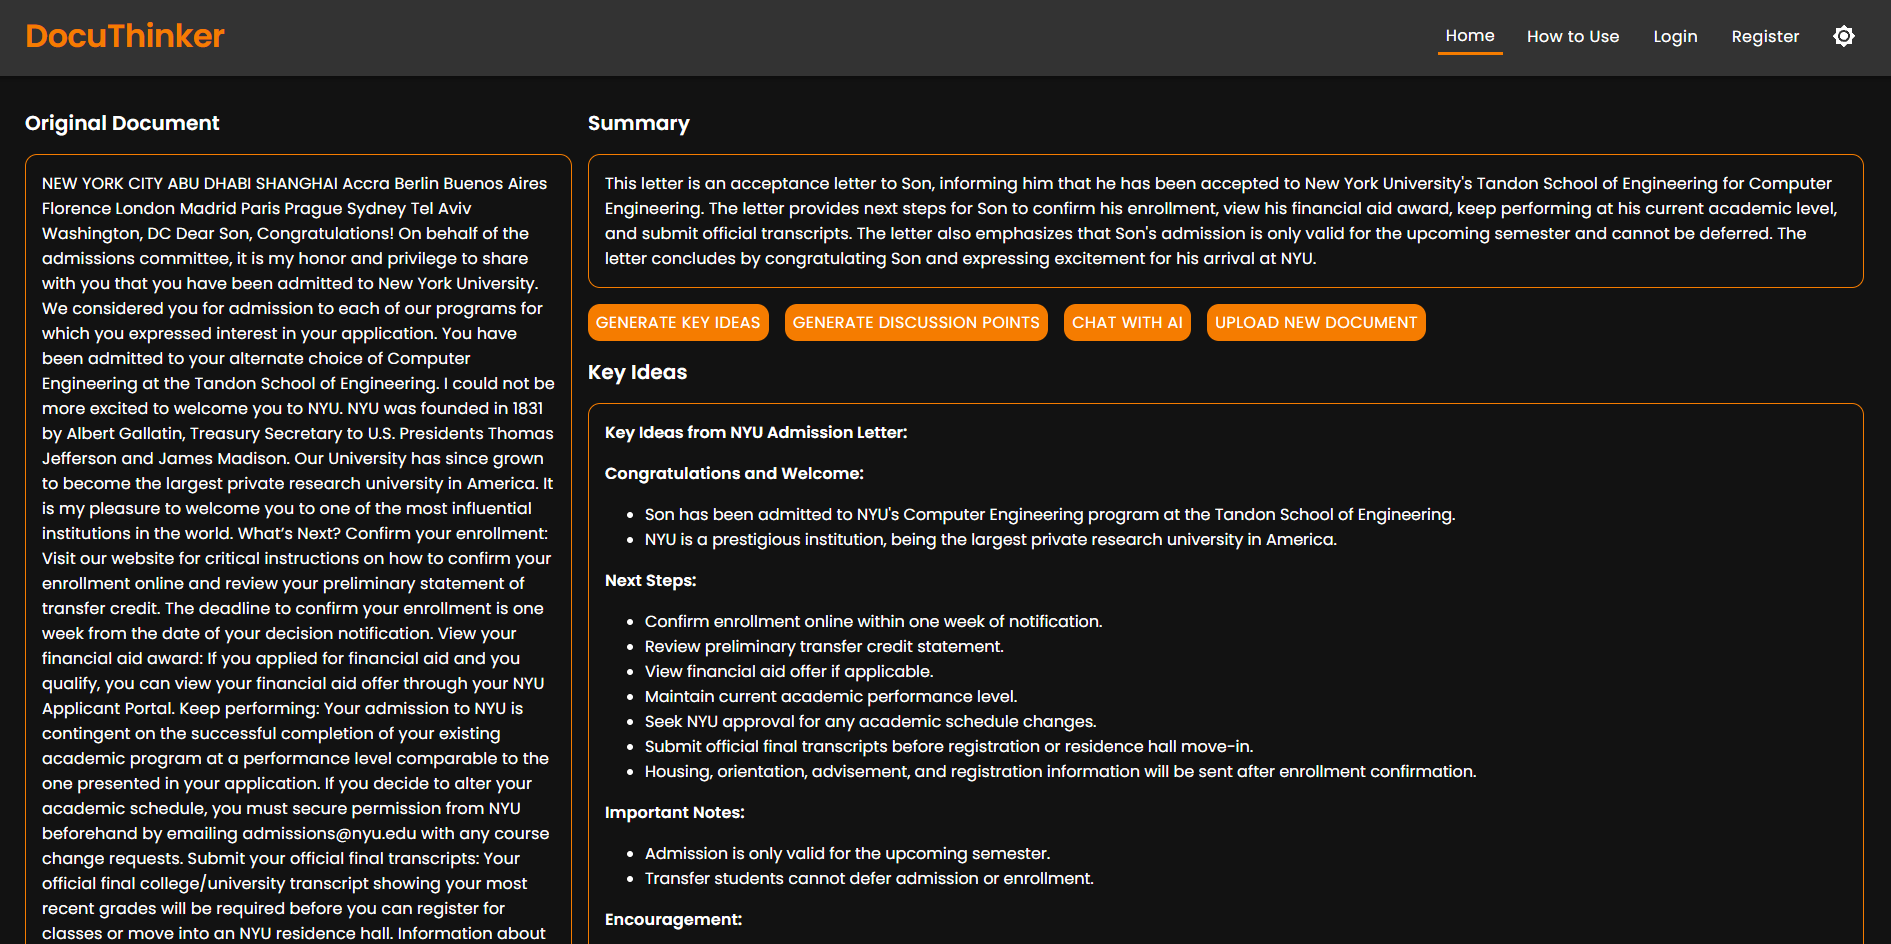 DocuThinker
Home
How to Use
Login
Register
Original Document
NEW YORK CITY ABU DHABI SHANGHAI Accra Berlin Buenos Aires
Florence London Madrid Paris Prague Sydney Tel Aviv
Washington, DC Dear Son, Congratulations! On behalf of the
admissions committee, it is my honor and privilege to share
with you that you have been admitted to New York University.
We considered you for admission to each of our programs for
which you expressed interest in your application. You have
been admitted to your alternate choice of Computer
Engineering at the Tandon School of Engineering. I could not be
more excited to welcome you to NYU. NYU was founded in 1831
by Albert Gallatin, Treasury Secretary to U.S. Presidents Thomas
Jefferson and James Madison. Our University has since grown
to become the largest private research university in America. It
is my pleasure to welcome you to one of the most influential
institutions in the world. What’s Next? Confirm your enrollment:
Visit our website for critical instructions on how to confirm your
enrollment online and review your preliminary statement of
transfer credit. The deadline to confirm your enrollment is one
week from the date of your decision notification. View your
financial aid award: If you applied for financial aid and you
qualify, you can view your financial aid offer through your NYU
Applicant Portal. Keep performing: Your admission to NYU is
contingent on the successful completion of your existing
academic program at a performance level comparable to the
one presented in your application. If you decide to alter your
academic schedule, you must secure permission from NYU
beforehand by emailing admissions@nyu.edu with any course
change requests. Submit your official final transcripts: Your
official final college/university transcript showing your most
recent grades will be required before you can register for
classes or move into an NYU residence hall. Information about
Summary
This letter is an acceptance letter to Son, informing him that he has been accepted to New York University's Tandon School of Engineering for Computer
Engineering. The letter provides next steps for Son to confirm his enrollment, view his financial aid award, keep performing at his current academic level,
and submit official transcripts. The letter also emphasizes that Son's admission is only valid for the upcoming semester and cannot be deferred. The
letter concludes by congratulating Son and expressing excitement for his arrival at NYU.
GENERATE KEY IDEAS
GENERATE DISCUSSION POINTS
CHAT WITH AI
UPLOAD NEW DOCUMENT
Key Ideas
Key Ideas from NYU Admission Letter:
Congratulations and Welcome:
• Son has been admitted to NYU's Computer Engineering program at the Tandon School of Engineering.
• NYU is a prestigious institution, being the largest private research university in America.
Next Steps:
• Confirm enrollment online within one week of notification.
• Review preliminary transfer credit statement.
• View financial aid offer if applicable.
• Maintain current academic performance level.
• Seek NYU approval for any academic schedule changes.
• Submit official final transcripts before registration or residence hall move-in.
• Housing, orientation, advisement, and registration information will be sent after enrollment confirmation.
Important Notes:
• Admission is only valid for the upcoming semester.
• Transfer students cannot defer admission or enrollment.
Encouragement: